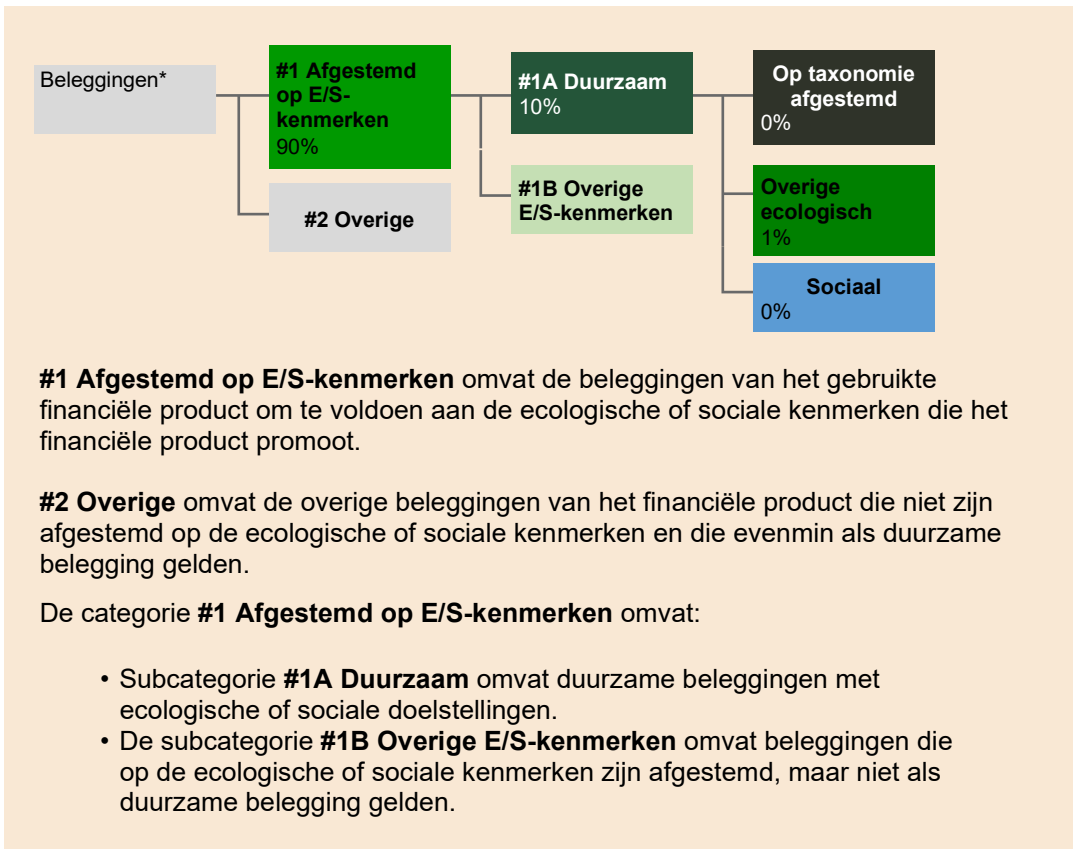 Beleggingen*
#1 Afgestemd
op E/S-
kenmerken
90%
#2 Overige
#1A Duurzaam
10%
#1B Overige
E/S-kenmerken
Op taxonomie
afgestemd
0%
Overige
ecologisch
1%
Sociaal
0%
#1 Afgestemd op E/S-kenmerken omvat de beleggingen van het gebruikte
financiële product om te voldoen aan de ecologische of sociale kenmerken die het
financiële product promoot.
#2 Overige omvat de overige beleggingen van het financiële product die niet zijn
afgestemd op de ecologische of sociale kenmerken en die evenmin als duurzame
belegging gelden.
De categorie #1 Afgestemd op E/S-kenmerken omvat:
• Subcategorie #1A Duurzaam omvat duurzame beleggingen met
ecologische of sociale doelstellingen.
• De subcategorie #1B Overige E/S-kenmerken omvat beleggingen die
op de ecologische of sociale kenmerken zijn afgestemd, maar niet als
duurzame belegging gelden.